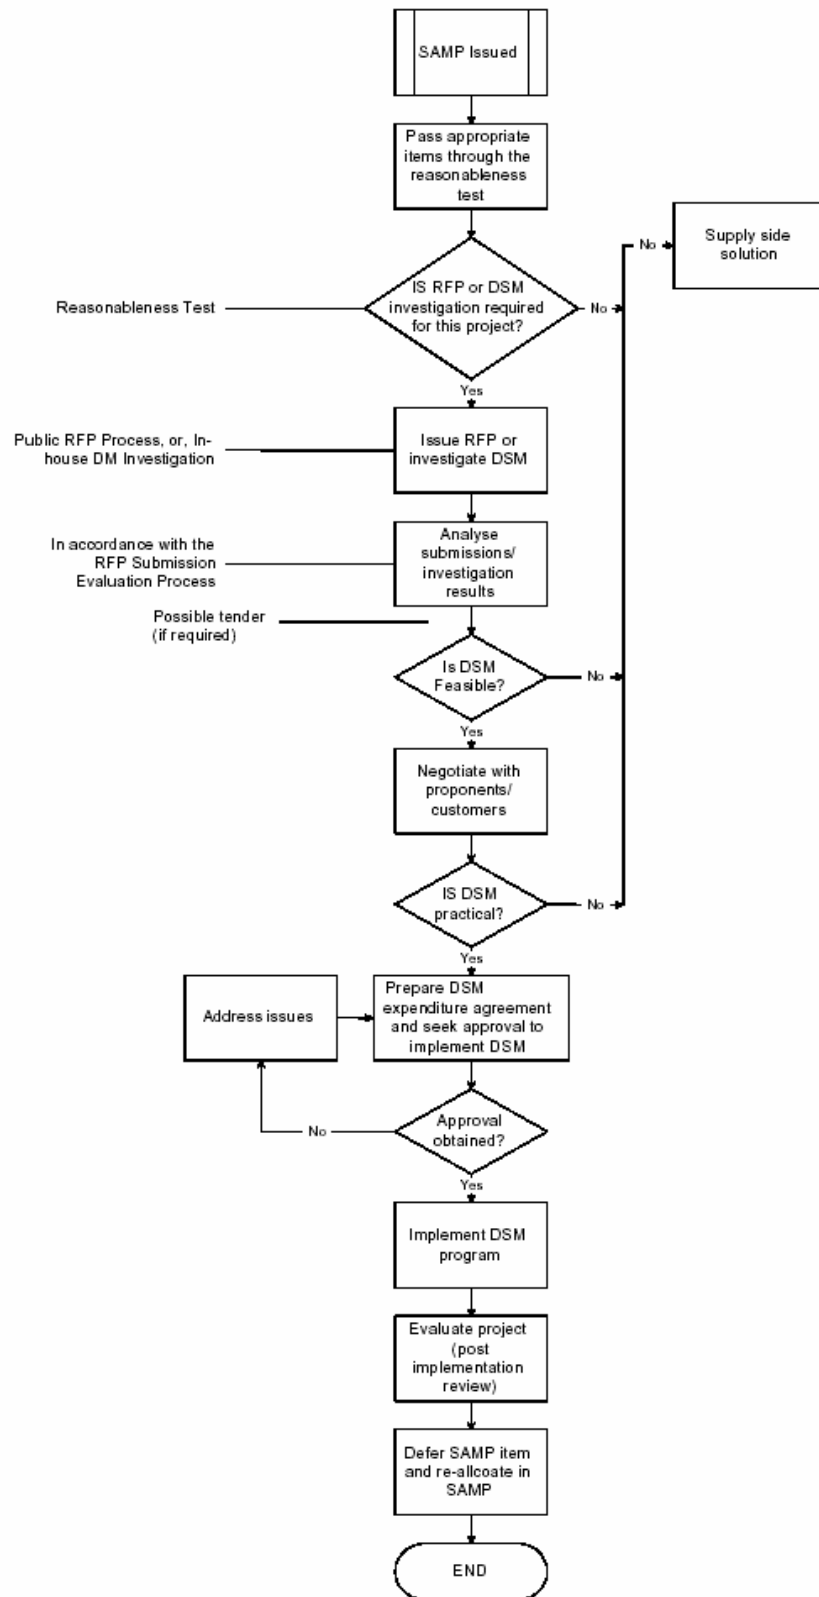 SAMP Issued
Pass appropriate
items through the
reasonableness
test
No
Supply side
solution
IS RFP or DSM
investigation required
for this project?
Reasonableness Test
No
Yes
Public RFP Process, or, In-
house DM Investigation
Issue RFP or
investigate DSM
In accordance with the
RFP Submission
Evaluation Process
Analyse
submissions/
investigation
results
Possible tender
(if required)
Is DSM
Feasible?
No
Yes
Negotiate with
proponents/
customers
IS DSM
practical?
No
Yes
Address issues
Prepare DSM
expenditure agreement
and seek approval to
implement DSM
Approval
obtained?
No
Yes
Implement DSM
program
Evaluate project
(post
implementation
review)
Defer SAMP item
and re-allcoate in
SAMP
END